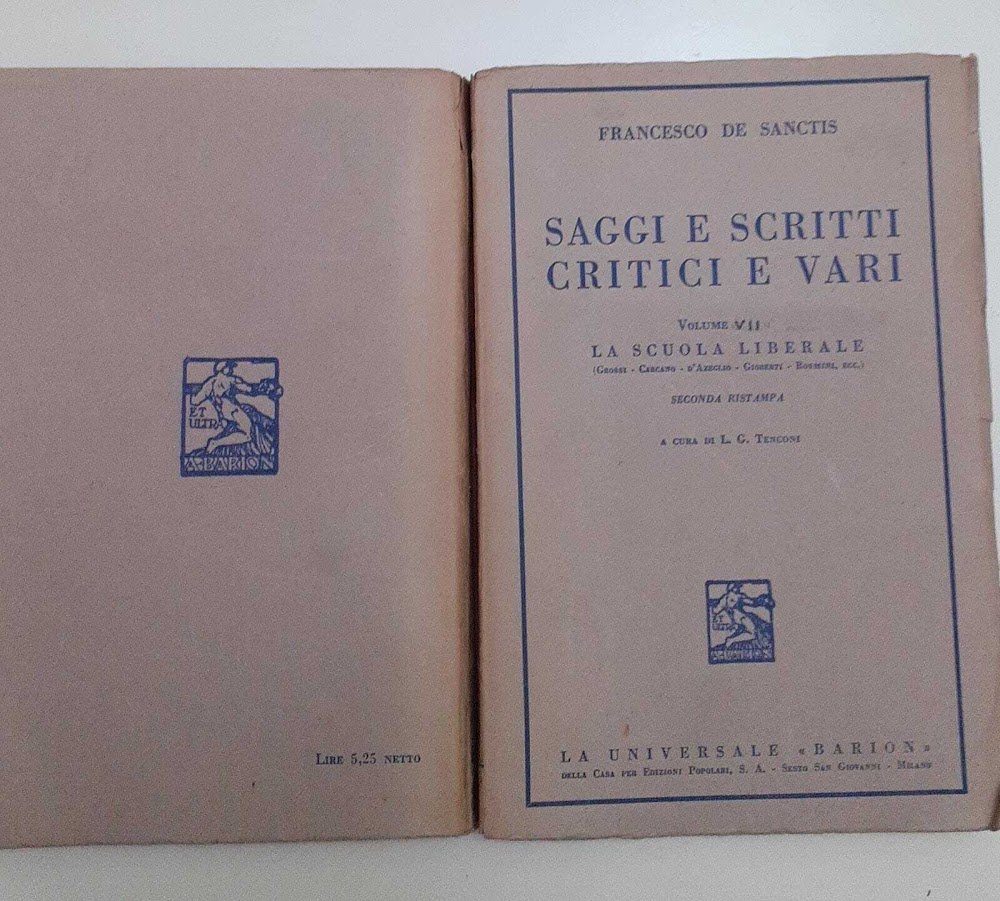 ET
ULTRA
A·BARION
LIRE 5,25 NETTO
FRANCESCO DE SANCTIS
SAGGI E SCRITTI
CRITICI E VARI
VOLUME VII
LA SCUOLA LIBERALE
(GROSSI - CARCANO - D'AZEGLIO - GIOBERTI - ROSMINI, ECC.)
SECONDA RISTAMPA
A CURA DI L. G. TENCONI
ET
ULTRA
A·BARION
LA UNIVERSALE «BARION»
DELLA CASA PER EDIZIONI POPOLARI, S. A. - SESTO SAN GIOVANNI - MILANO